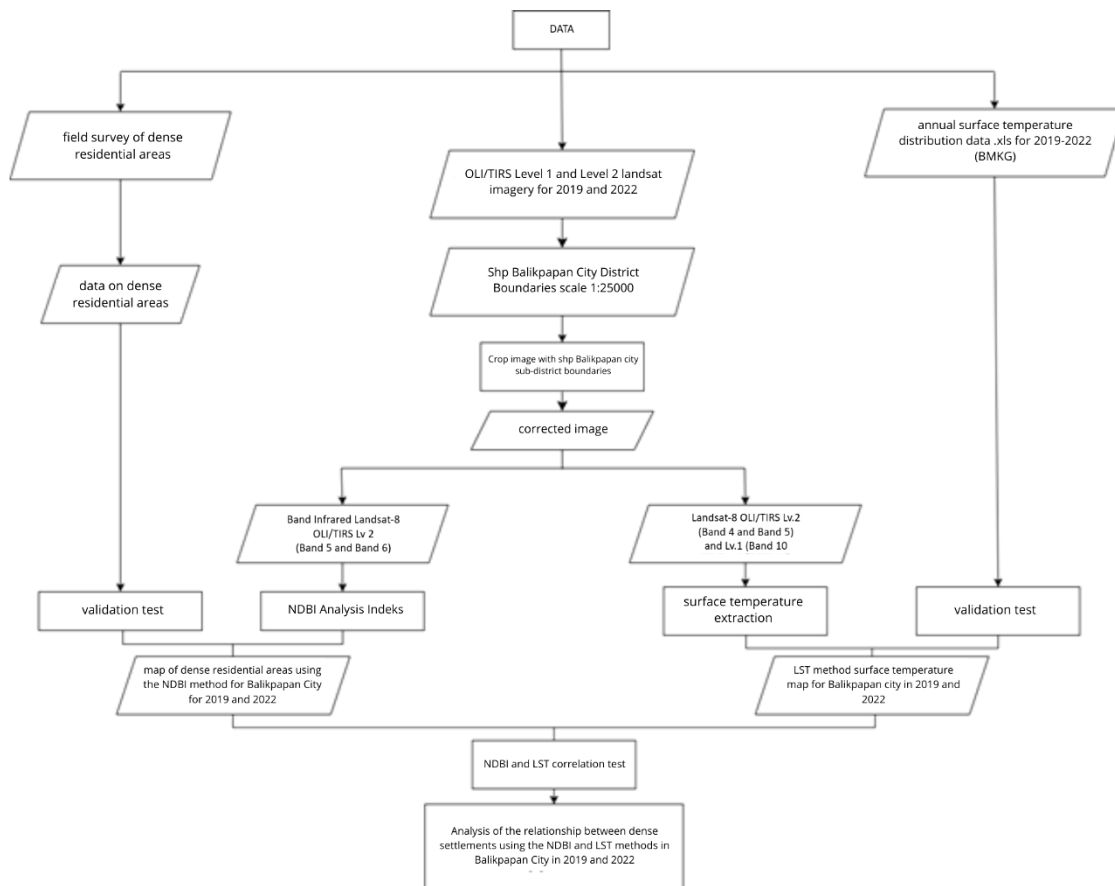 DATA
field survey of dense
residential areas
annual surface temperature
distribution data .xls for 2019-2022
(BMKG)
OLI/TIRS Level 1 and Level 2 landsat
imagery for 2019 and 2022
data on dense
residential areas
Shp Balikpapan City District
Boundaries scale 1:25000
Crop image with shp Balikpapan city
sub-district boundaries
corrected image
Band Infrared Landsat-8
OLI/TIRS Lv 2
(Band 5 and Band 6)
Landsat-8 OLI/TIRS Lv.2
(Band 4 and Band 5)
and Lv.1 (Band 10
validation test
NDBI Analysis Indeks
surface temperature
extraction
validation test
map of dense residential areas using
the NDBI method for Balikpapan City
for 2019 and 2022
LST method surface temperature
map for Balikpapan city in 2019 and
2022
NDBI and LST correlation test
Analysis of the relationship between dense
settlements using the NDBI and LST methods in
Balikpapan City in 2019 and 2022